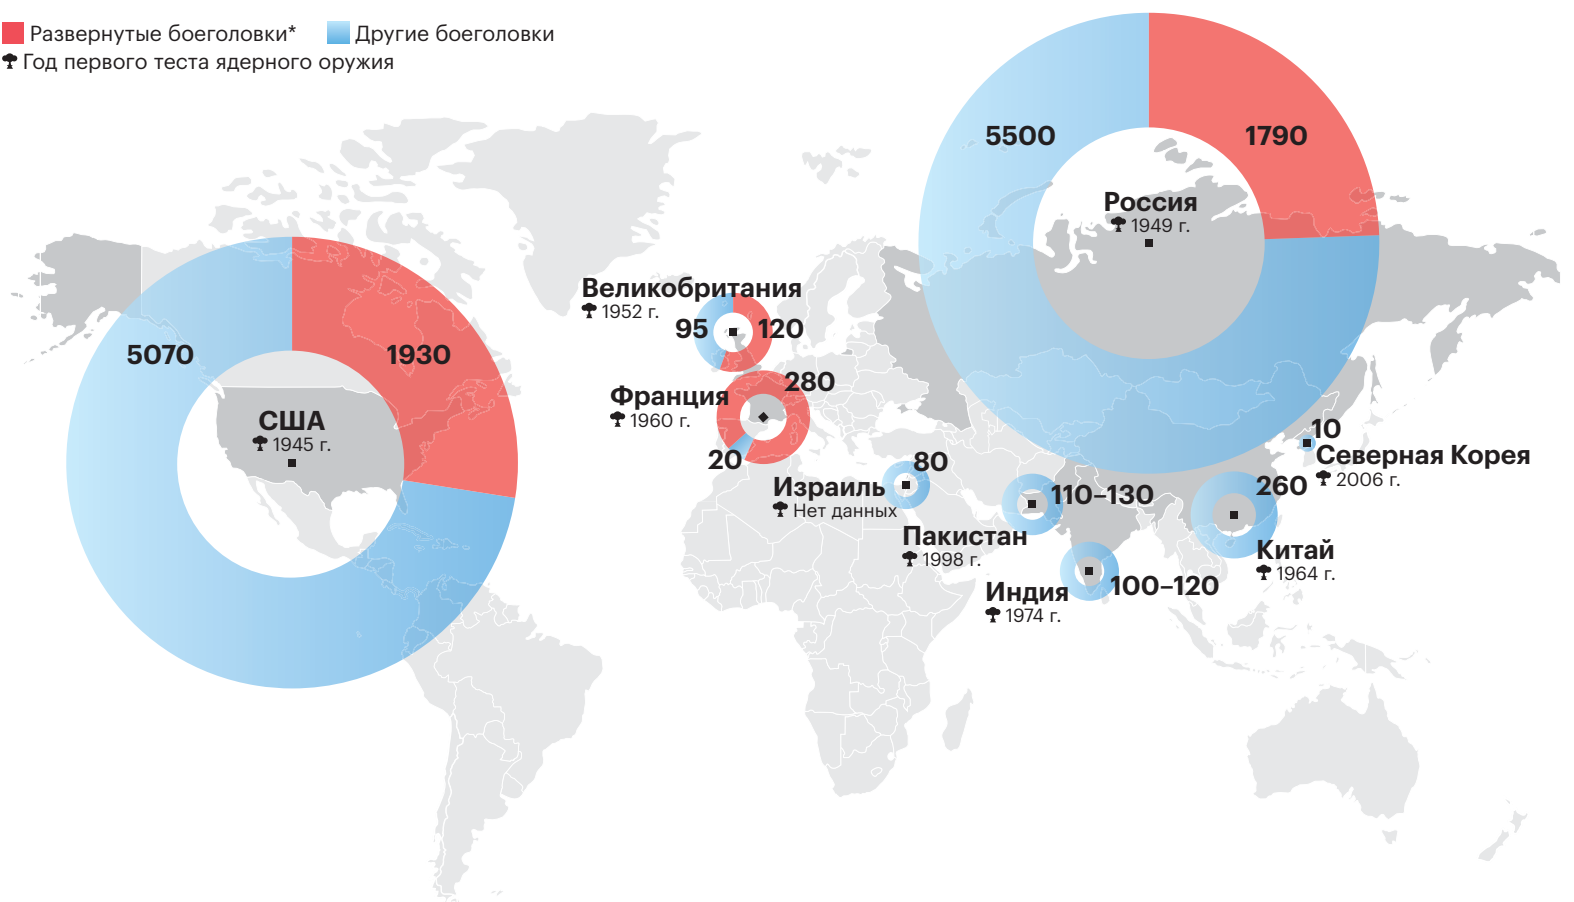 Развернутые боеголовки*
Другие боеголовки
Год первого теста ядерного оружия
5500
1790
Россия
1949 г.
Великобритания
1952 г.
95
120
5070
1930
США
1945 г.
Франция
1960 г.
280
20
Израиль
Нет данных
80
110–130
Пакистан
1998 г.
Индия
1974 г.
100–120
10
Северная Корея
2006 г.
260
Китай
1964 г.